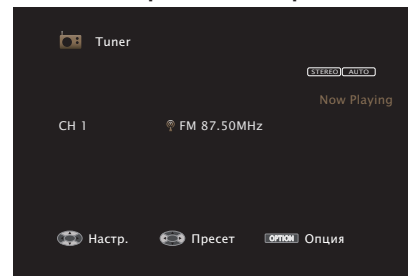 Tuner
STEREO AUTO
Now Playing
CH 1 FM 87.50MHz
Настр. Пресет OPTION Опция